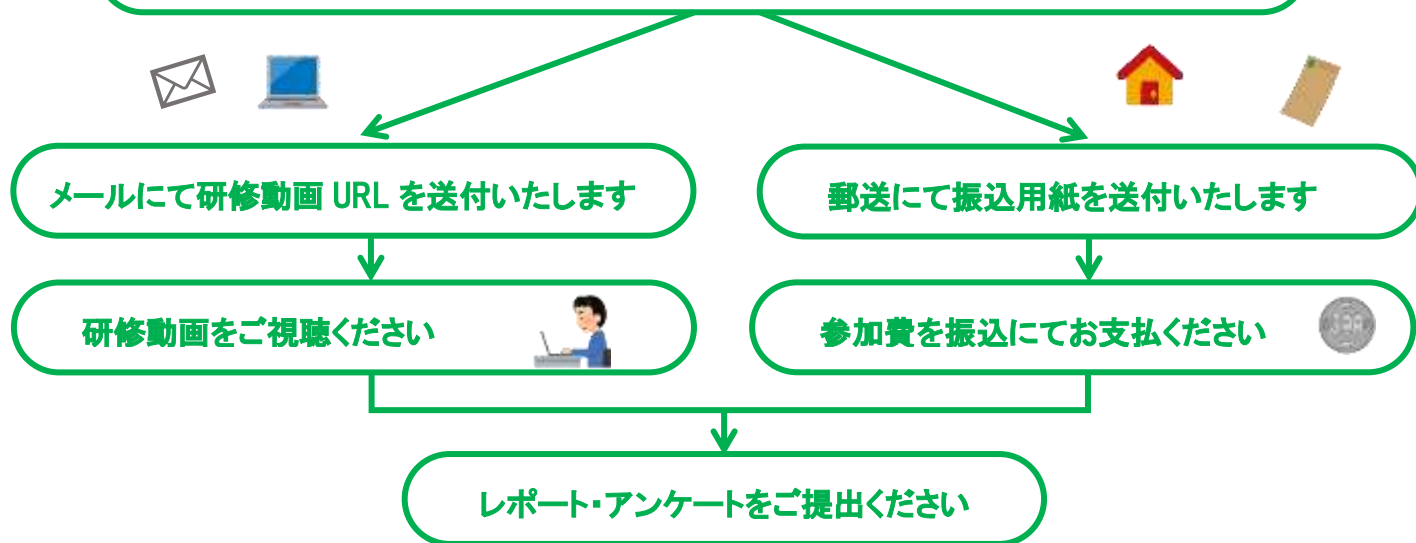 メールにて研修動画 URL を送付いたします
郵送にて振込用紙を送付いたします
研修動画をご視聴ください
参加費を振込にてお支払ください
レポート・アンケートをご提出ください